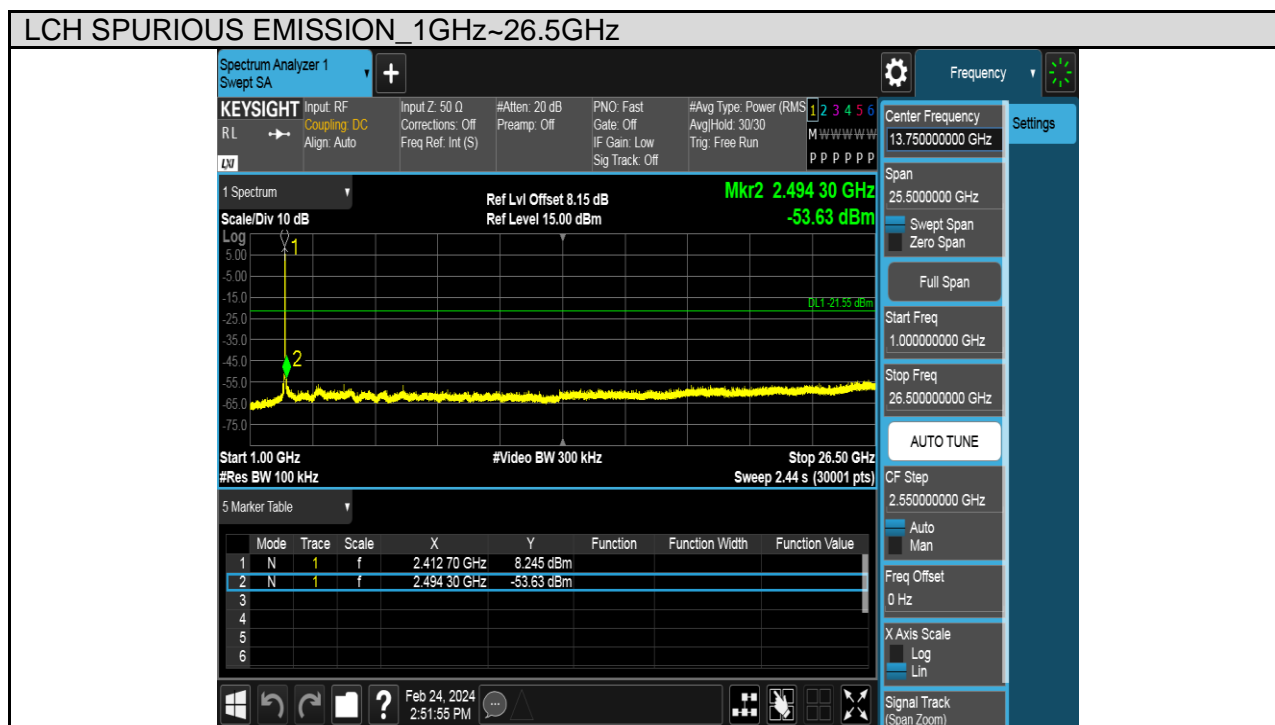 LCH SPURIOUS EMISSION_1GHz~26.5GHz
Spectrum Analyzer 1
Swept SA
+
Frequency
KEYSIGHT
RL
LXI
Input: RF
Coupling: DC
Align: Auto
Input Z: 50 Ω
Corrections: Off
Freq Ref: Int (S)
#Atten: 20 dB
Preamp: Off
PNO: Fast
Gate: Off
IF Gain: Low
Sig Track: Off
#Avg Type: Power (RMS
Avg|Hold: 30/30
Trig: Free Run
1 2 3 4 5 6
M W W W W W
P P P P P P
Center Frequency
13.750000000 GHz
Settings
Span
25.5000000 GHz
Swept Span
Zero Span
Full Span
Start Freq
1.000000000 GHz
Stop Freq
26.500000000 GHz
AUTO TUNE
CF Step
2.550000000 GHz
Auto
Man
Freq Offset
0 Hz
X Axis Scale
Log
Lin
Signal Track
(Span Zoom)
1 Spectrum
Scale/Div 10 dB
Ref Lvl Offset 8.15 dB
Ref Level 15.00 dBm
Mkr2 2.494 30 GHz
-53.63 dBm
Log
5.00
-5.00
-15.0
-25.0
-35.0
-45.0
-55.0
-65.0
-75.0
1
2
DL1 -21.55 dBm
Start 1.00 GHz
#Video BW 300 kHz
Stop 26.50 GHz
#Res BW 100 kHz
Sweep 2.44 s (30001 pts)
5 Marker Table
Mode Trace Scale X Y Function Function Width Function Value
1 N 1 f 2.412 70 GHz 8.245 dBm
2 N 1 f 2.494 30 GHz -53.63 dBm
3
4
5
6
?
Feb 24, 2024
2:51:55 PM